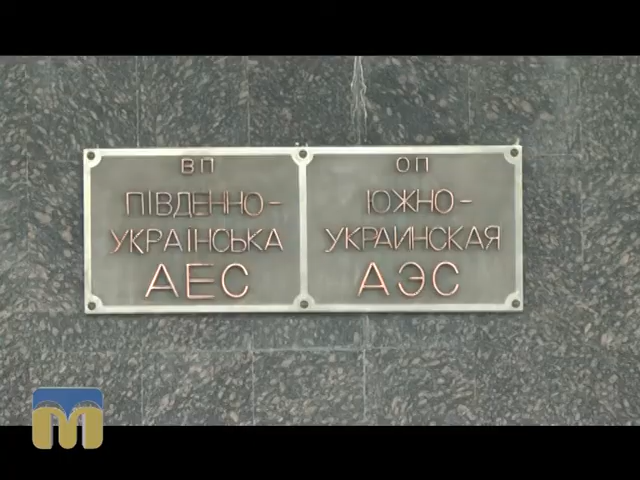 ВП
ПІВДЕННО-
УКРАЇНСЬКА
АЕС
ОП
ЮЖНО-
УКРАИНСКАЯ
АЭС